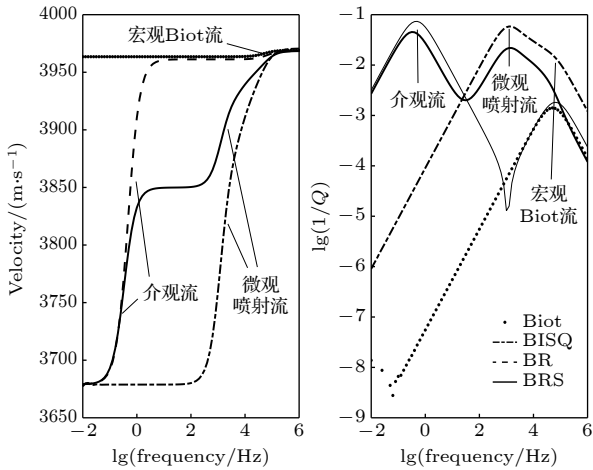 4000
3950
3900
3850
3800
3750
3700
3650
Velocity/(m·s⁻¹)
宏观Biot流
介观流
微观
喷射流
−2
0
2
4
6
lg(frequency/Hz)
−1
−2
−3
−4
−5
−6
−7
−8
−9
lg(1/Q)
介观流
微观
喷射流
宏观
Biot流
Biot
BISQ
BR
BRS
−2
0
2
4
6
lg(frequency/Hz)